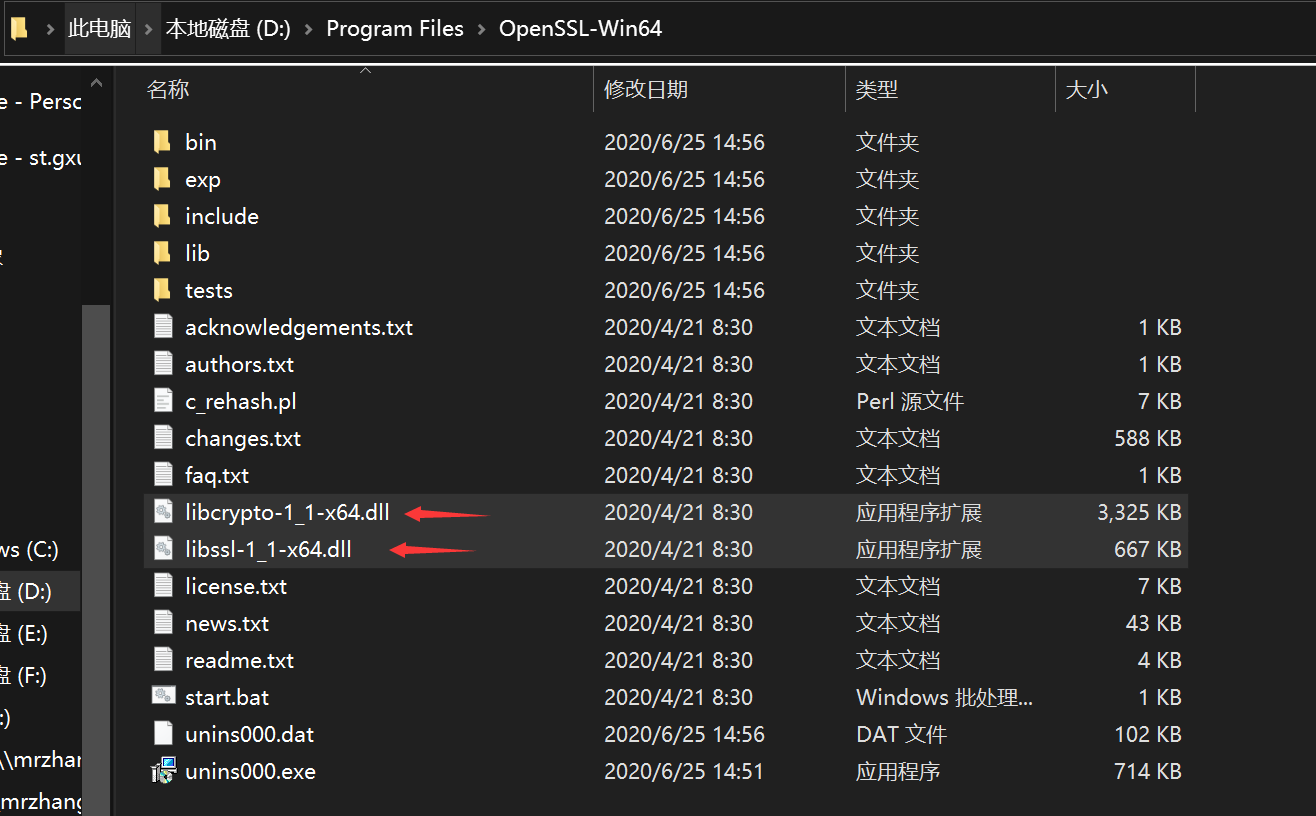 此电脑 本地磁盘 (D:) Program Files OpenSSL-Win64
名称 修改日期 类型 大小
e - Perso
e - st.gxu
bin 2020/6/25 14:56 文件夹
exp 2020/6/25 14:56 文件夹
include 2020/6/25 14:56 文件夹
lib 2020/6/25 14:56 文件夹
tests 2020/6/25 14:56 文件夹
acknowledgements.txt 2020/4/21 8:30 文本文档 1 KB
authors.txt 2020/4/21 8:30 文本文档 1 KB
c_rehash.pl 2020/4/21 8:30 Perl 源文件 7 KB
changes.txt 2020/4/21 8:30 文本文档 588 KB
faq.txt 2020/4/21 8:30 文本文档 1 KB
libcrypto-1_1-x64.dll 2020/4/21 8:30 应用程序扩展 3,325 KB
libssl-1_1-x64.dll 2020/4/21 8:30 应用程序扩展 667 KB
license.txt 2020/4/21 8:30 文本文档 7 KB
news.txt 2020/4/21 8:30 文本文档 43 KB
readme.txt 2020/4/21 8:30 文本文档 4 KB
start.bat 2020/4/21 8:30 Windows 批处理... 1 KB
unins000.dat 2020/6/25 14:56 DAT 文件 102 KB
unins000.exe 2020/6/25 14:51 应用程序 714 KB
ws (C:)
盘 (D:)
盘 (E:)
盘 (F:)
:)
\\mrzhan
mrzhang